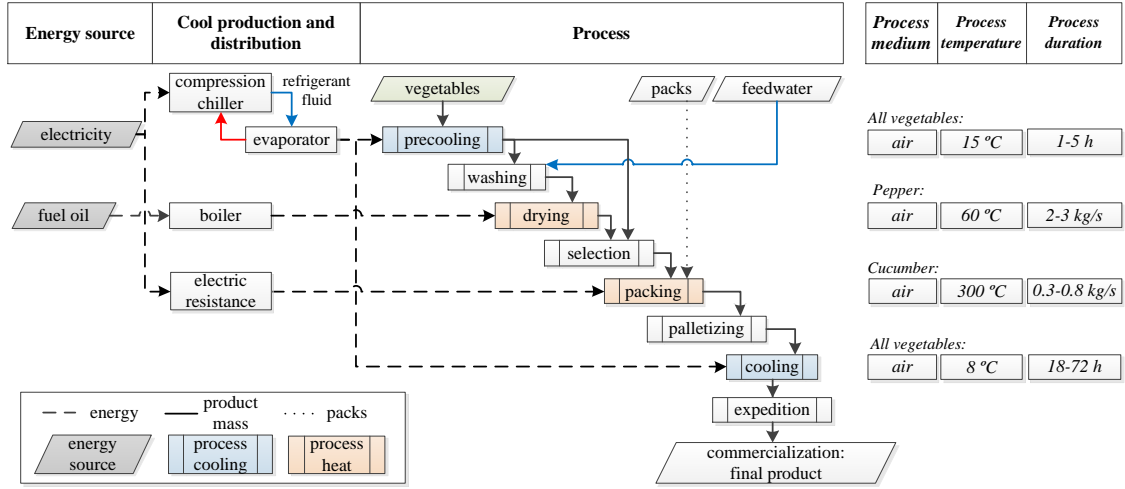 Energy source
Cool production and
distribution
Process
Process
medium
Process
temperature
Process
duration
compression
chiller
refrigerant
fluid
vegetables
packs
feedwater
electricity
evaporator
precooling
All vegetables:
air
15 ºC
1-5 h
washing
fuel oil
boiler
drying
Pepper:
air
60 ºC
2-3 kg/s
selection
electric
resistance
packing
Cucumber:
air
300 ºC
0.3-0.8 kg/s
palletizing
cooling
All vegetables:
air
8 ºC
18-72 h
energy
product
mass
packs
expedition
energy
source
process
cooling
process
heat
commercialization:
final product